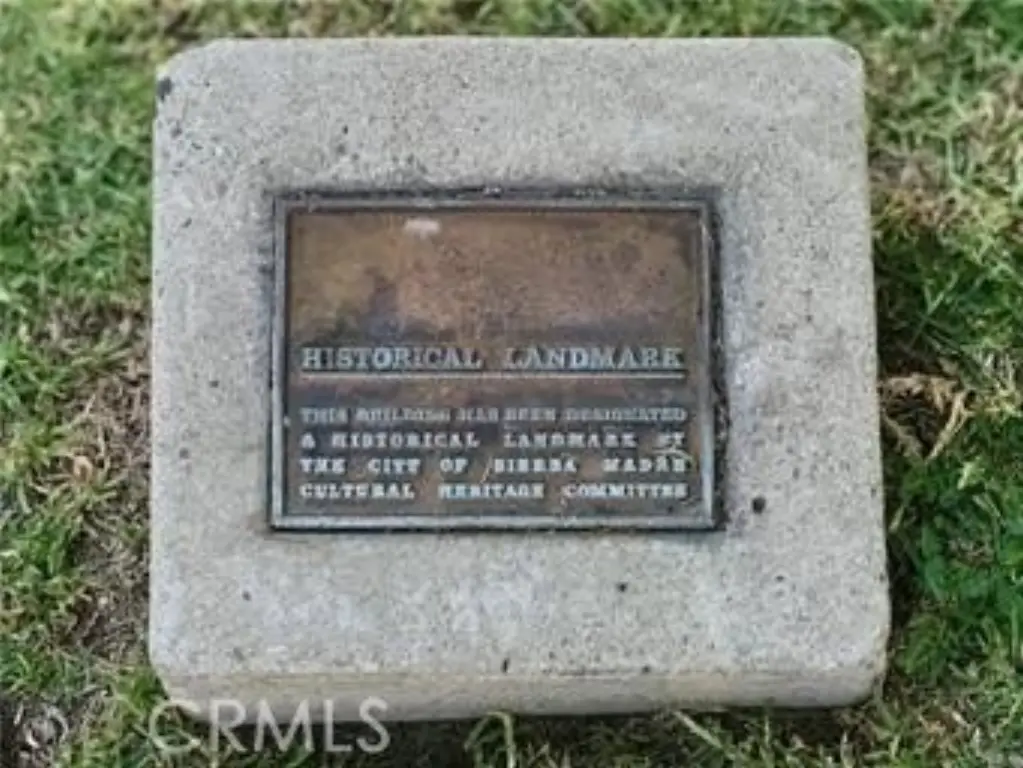 HISTORICAL LANDMARK
THIS BUILDING HAS BEEN DESIGNATED
A HISTORICAL LANDMARK BY
THE CITY OF SIERRA MADRE
CULTURAL HERITAGE COMMITTEE
CRMLS